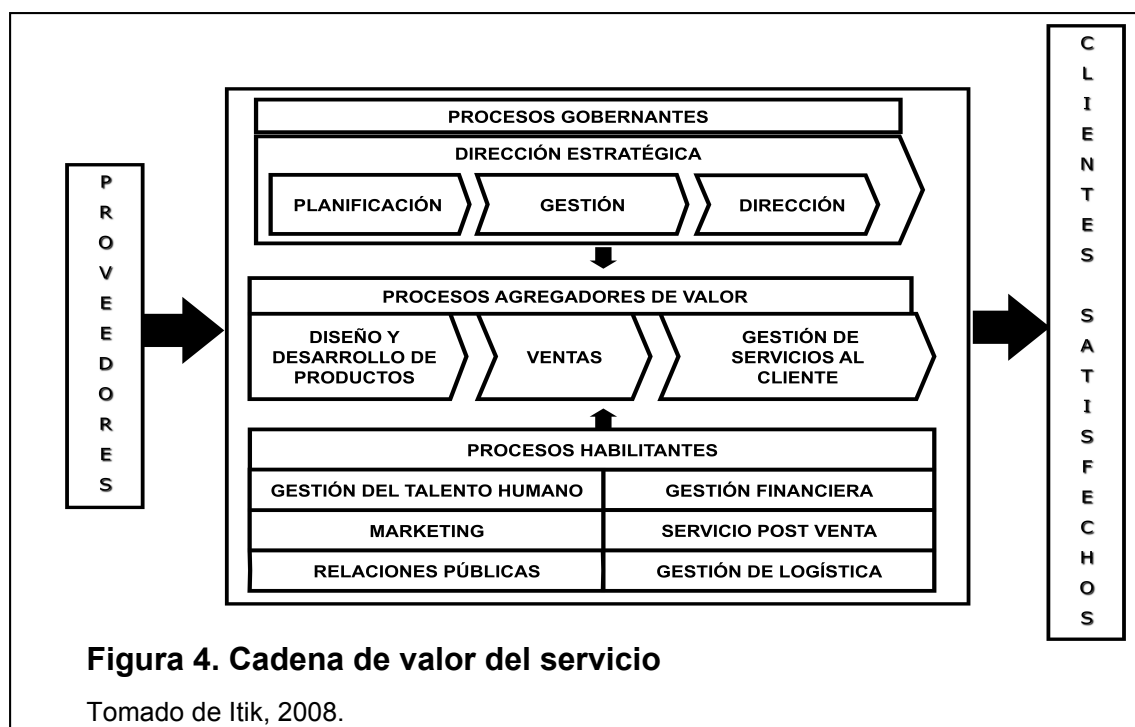 PROVEEDORES
PROCESOS GOBERNANTES
DIRECCIÓN ESTRATÉGICA
PLANIFICACIÓN
GESTIÓN
DIRECCIÓN
PROCESOS AGREGADORES DE VALOR
DISEÑO Y
DESARROLLO DE
PRODUCTOS
VENTAS
GESTIÓN DE
SERVICIOS AL
CLIENTE
PROCESOS HABILITANTES
GESTIÓN DEL TALENTO HUMANO
GESTIÓN FINANCIERA
MARKETING
SERVICIO POST VENTA
RELACIONES PÚBLICAS
GESTIÓN DE LOGÍSTICA
CLIENTES SATISFECHOS
Figura 4. Cadena de valor del servicio
Tomado de Itik, 2008.